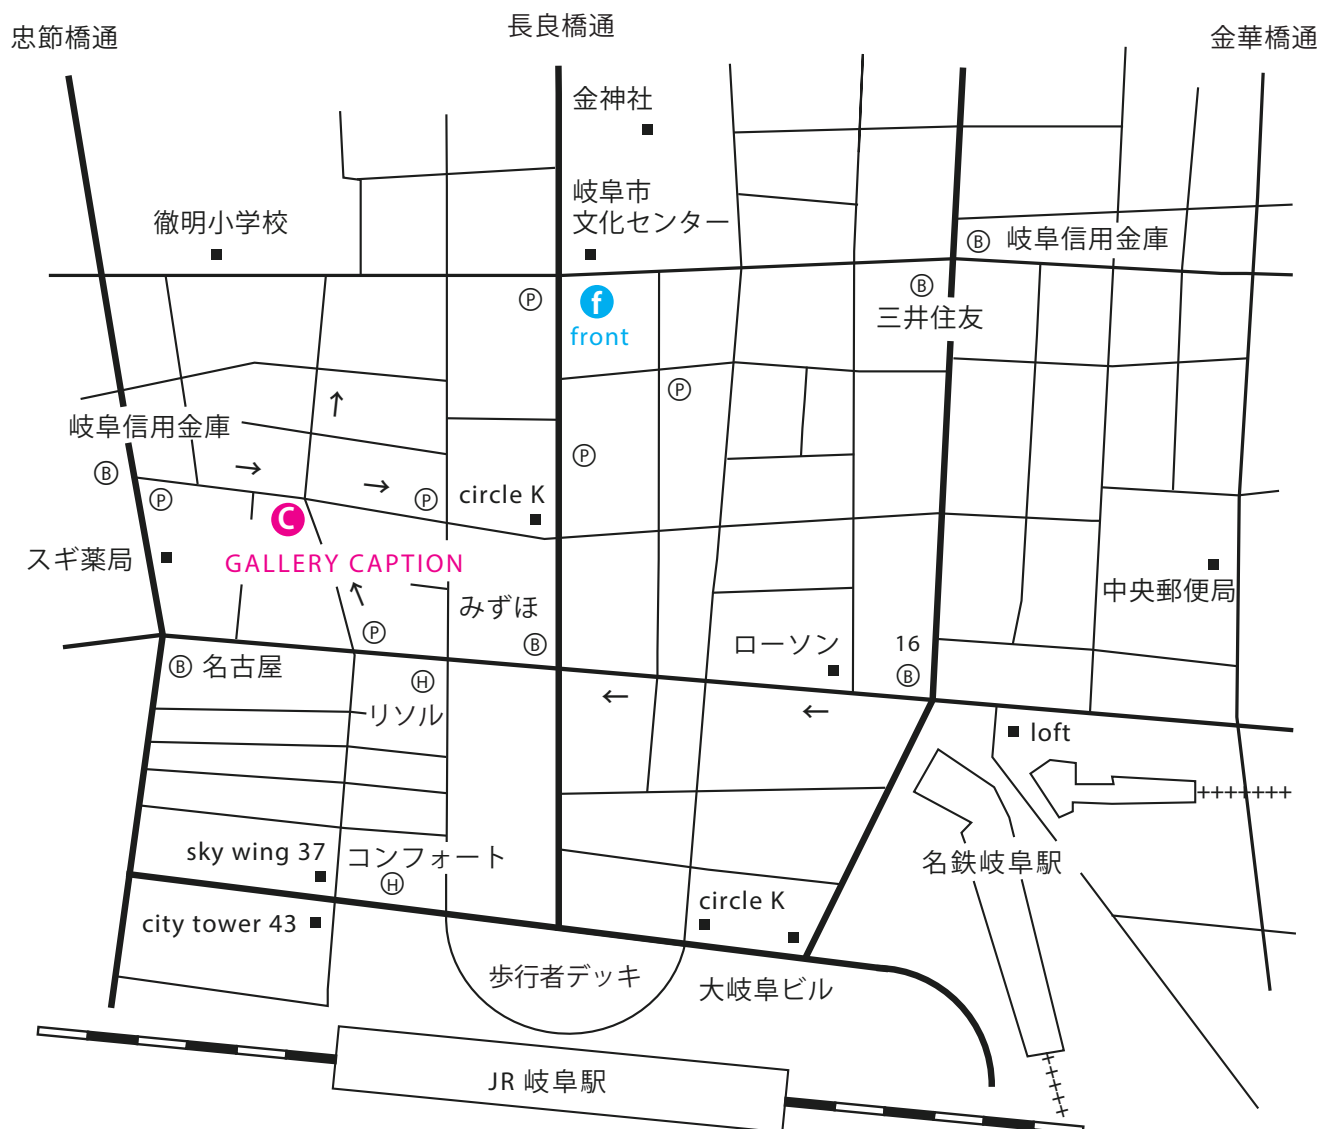 忠節橋通
長良橋通
金華橋通
金神社
岐阜市
文化センター
徹明小学校
B 岐阜信用金庫
P
f
front
B
三井住友
P
岐阜信用金庫
B
P
P
circle K
P
C
GALLERY CAPTION
スギ薬局
中央郵便局
みずほ
P
B
ローソン
16
B
B 名古屋
H
リソル
loft
sky wing 37
コンフォート
H
名鉄岐阜駅
city tower 43
circle K
歩行者デッキ
大岐阜ビル
JR 岐阜駅